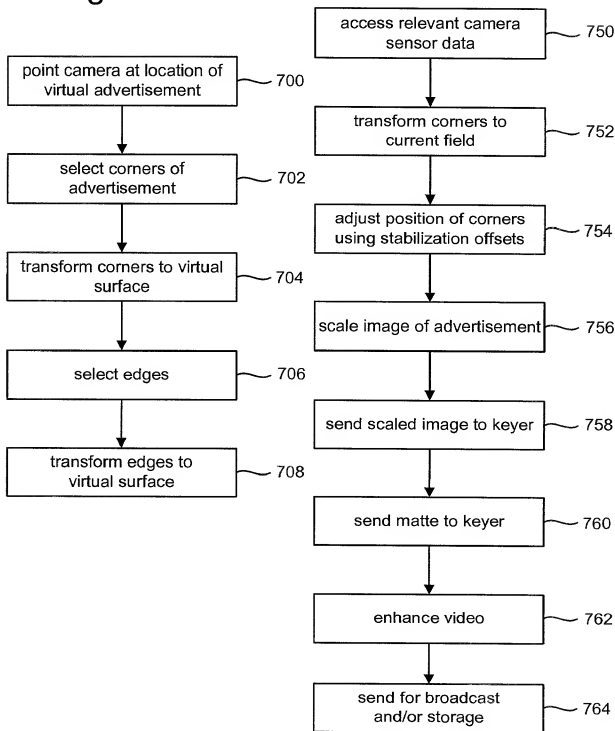 point camera at location of
virtual advertisement
700
select corners of
advertisement
702
transform corners to virtual
surface
704
select edges
706
transform edges to
virtual surface
708
access relevant camera
sensor data
750
transform corners to
current field
752
adjust position of corners
using stabilization offsets
754
scale image of advertisement
756
send scaled image to keyer
758
send matte to keyer
760
enhance video
762
send for broadcast
and/or storage
764